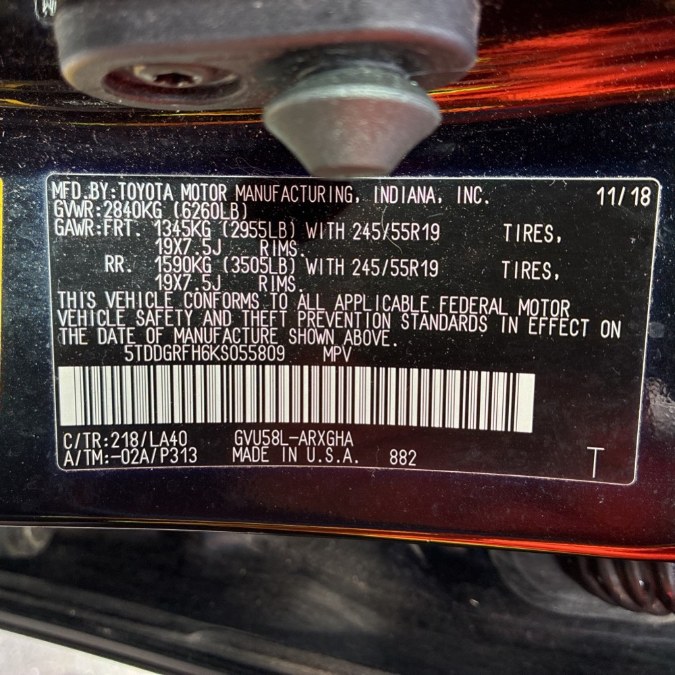 MFD.BY:TOYOTA MOTOR MANUFACTURING, INDIANA, INC. 11/18
GVWR:2840KG (6260LB)
GAWR:FRT. 1345KG (2955LB) WITH 245/55R19 TIRES,
19X7.5J RIMS.
RR. 1590KG (3505LB) WITH 245/55R19 TIRES,
19X7.5J RIMS.
THIS VEHICLE CONFORMS TO ALL APPLICABLE FEDERAL MOTOR
VEHICLE SAFETY AND THEFT PREVENTION STANDARDS IN EFFECT ON
THE DATE OF MANUFACTURE SHOWN ABOVE.
5TDDGRFH6KS055809 MPV
C/TR:218/LA40 GVU58L-ARXGHA
A/TM:-02A/P313 MADE IN U.S.A. 882 T